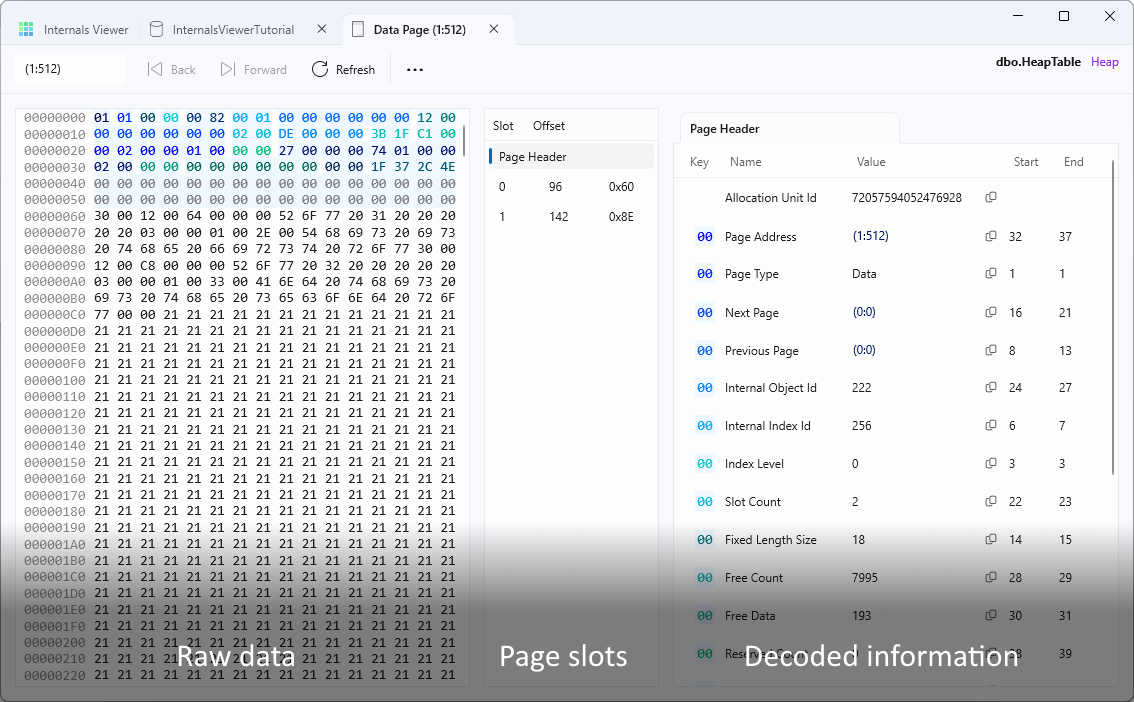 Internals Viewer
InternalsViewerTutorial
Data Page (1:512)
(1:512)
Back
Forward
Refresh
dbo.HeapTable Heap
00000000 01 01 00 00 00 82 00 01 00 00 00 00 00 00 12 00
00000010 00 00 00 00 00 00 02 00 DE 00 00 00 3B 1F C1 00
00000020 00 02 00 00 01 00 00 00 27 00 00 00 74 01 00 00
00000030 02 00 00 00 00 00 00 00 00 00 00 00 1F 37 2C 4E
00000040 00 00 00 00 00 00 00 00 00 00 00 00 00 00 00 00
00000050 00 00 00 00 00 00 00 00 00 00 00 00 00 00 00 00
00000060 30 00 12 00 64 00 00 00 52 6F 77 20 31 20 20 20
00000070 20 20 03 00 00 01 00 2E 00 54 68 69 73 20 69 73
00000080 20 74 68 65 20 66 69 72 73 74 20 72 6F 77 30 00
00000090 12 00 C8 00 00 00 52 6F 77 20 32 20 20 20 20 20
000000A0 03 00 00 01 00 33 00 41 6E 64 20 74 68 69 73 20
000000B0 69 73 20 74 68 65 20 73 65 63 6F 6E 64 20 72 6F
000000C0 77 00 00 21 21 21 21 21 21 21 21 21 21 21 21 21
000000D0 21 21 21 21 21 21 21 21 21 21 21 21 21 21 21 21
000000E0 21 21 21 21 21 21 21 21 21 21 21 21 21 21 21 21
000000F0 21 21 21 21 21 21 21 21 21 21 21 21 21 21 21 21
00000100 21 21 21 21 21 21 21 21 21 21 21 21 21 21 21 21
00000110 21 21 21 21 21 21 21 21 21 21 21 21 21 21 21 21
00000120 21 21 21 21 21 21 21 21 21 21 21 21 21 21 21 21
00000130 21 21 21 21 21 21 21 21 21 21 21 21 21 21 21 21
00000140 21 21 21 21 21 21 21 21 21 21 21 21 21 21 21 21
00000150 21 21 21 21 21 21 21 21 21 21 21 21 21 21 21 21
00000160 21 21 21 21 21 21 21 21 21 21 21 21 21 21 21 21
00000170 21 21 21 21 21 21 21 21 21 21 21 21 21 21 21 21
00000180 21 21 21 21 21 21 21 21 21 21 21 21 21 21 21 21
00000190 21 21 21 21 21 21 21 21 21 21 21 21 21 21 21 21
000001A0 21 21 21 21 21 21 21 21 21 21 21 21 21 21 21 21
000001B0 21 21 21 21 21 21 21 21 21 21 21 21 21 21 21 21
000001C0 21 21 21 21 21 21 21 21 21 21 21 21 21 21 21 21
000001D0 21 21 21 21 21 21 21 21 21 21 21 21 21 21 21 21
000001E0 21 21 21 21 21 21 21 21 21 21 21 21 21 21 21 21
000001F0 21 21 21 21 21 21 21 21 21 21 21 21 21 21 21 21
00000200 21 21 21 21 21 21 21 21 21 21 21 21 21 21 21 21
00000210 21 21 21 21 21 21 21 21 21 21 21 21 21 21 21 21
00000220 21 21 21 21 21 21 21 21 21 21 21 21 21 21 21 21
Raw data
Slot Offset
Page Header
0 96 0x60
1 142 0x8E
Page slots
Page Header
Key Name Value Start End
Allocation Unit Id 72057594052476928
00 Page Address (1:512) 32 37
00 Page Type Data 1 1
00 Next Page (0:0) 16 21
00 Previous Page (0:0) 8 13
00 Internal Object Id 222 24 27
00 Internal Index Id 256 6 7
00 Index Level 0 3 3
00 Slot Count 2 22 23
00 Fixed Length Size 18 14 15
00 Free Count 7995 28 29
00 Free Data 193 30 31
00 Reserved Count 38 39
Decoded information